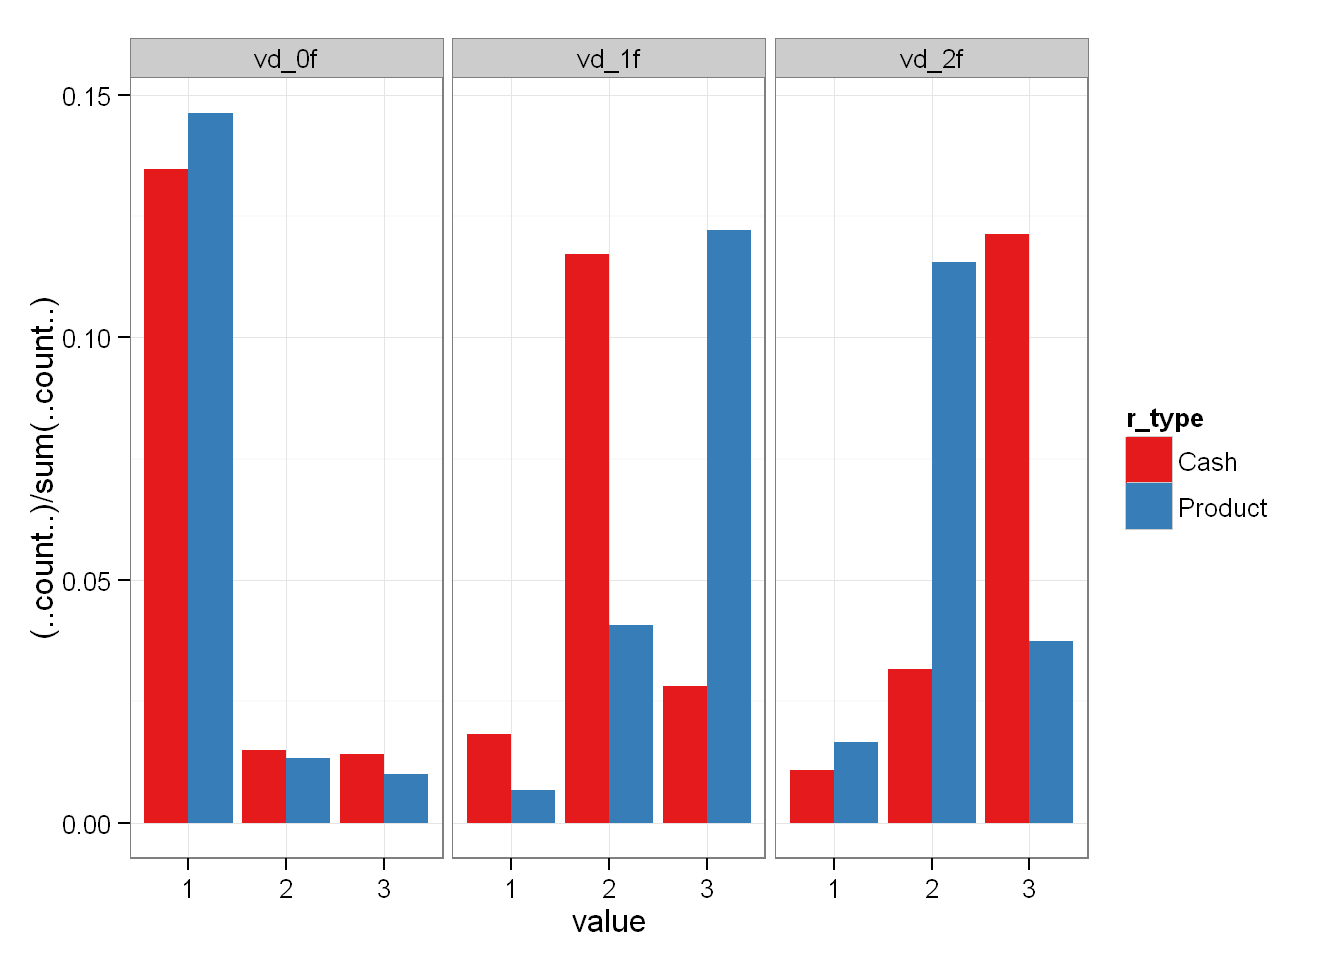 vd_0f vd_1f vd_2f
(..count..)/sum(..count..)
0.15
0.10
0.05
0.00
1 2 3 1 2 3 1 2 3
value
r_type
Cash
Product